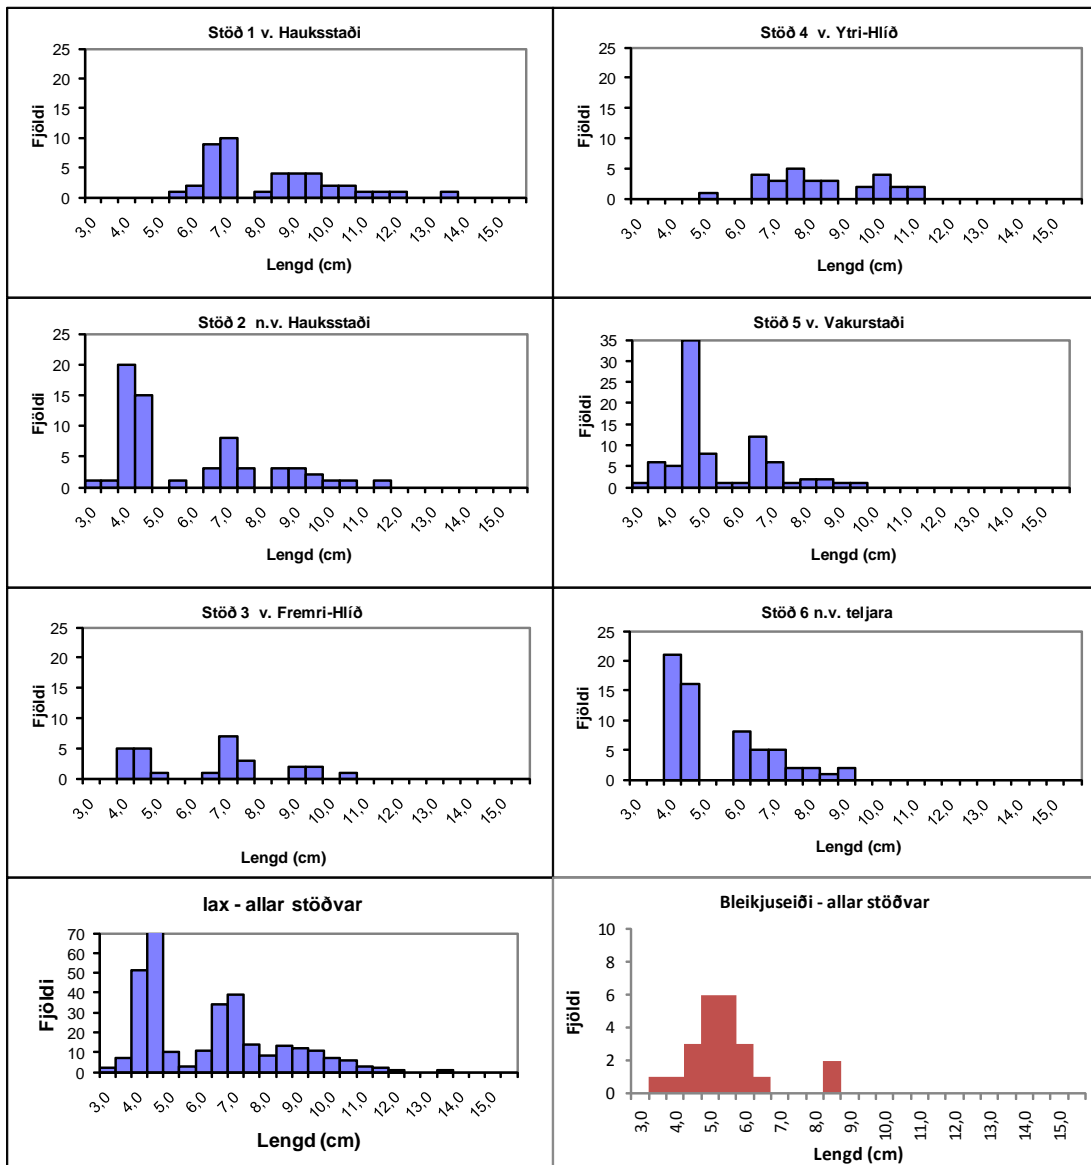 Stöð 1 v. Hauksstaði
Fjöldi
25
20
15
10
5
0
3,0 4,0 5,0 6,0 7,0 8,0 9,0 10,0 11,0 12,0 13,0 14,0 15,0
Lengd (cm)
Stöð 4 v. Ytri-Hlíð
Fjöldi
25
20
15
10
5
0
3,0 4,0 5,0 6,0 7,0 8,0 9,0 10,0 11,0 12,0 13,0 14,0 15,0
Lengd (cm)
Stöð 2 n.v. Hauksstaði
Fjöldi
25
20
15
10
5
0
3,0 4,0 5,0 6,0 7,0 8,0 9,0 10,0 11,0 12,0 13,0 14,0 15,0
Lengd (cm)
Stöð 5 v. Vakurstaði
Fjöldi
35
30
25
20
15
10
5
0
3,0 4,0 5,0 6,0 7,0 8,0 9,0 10,0 11,0 12,0 13,0 14,0 15,0
Lengd (cm)
Stöð 3 v. Fremri-Hlíð
Fjöldi
25
20
15
10
5
0
3,0 4,0 5,0 6,0 7,0 8,0 9,0 10,0 11,0 12,0 13,0 14,0 15,0
Lengd (cm)
Stöð 6 n.v. teljara
Fjöldi
25
20
15
10
5
0
3,0 4,0 5,0 6,0 7,0 8,0 9,0 10,0 11,0 12,0 13,0 14,0 15,0
Lengd (cm)
lax - allar stöðvar
Fjöldi
70
60
50
40
30
20
10
0
3,0 4,0 5,0 6,0 7,0 8,0 9,0 10,0 11,0 12,0 13,0 14,0 15,0
Lengd (cm)
Bleikjuseiði - allar stöðvar
Fjöldi
10
8
6
4
2
0
3,0 4,0 5,0 6,0 7,0 8,0 9,0 10,0 11,0 12,0 13,0 14,0 15,0
Lengd (cm)